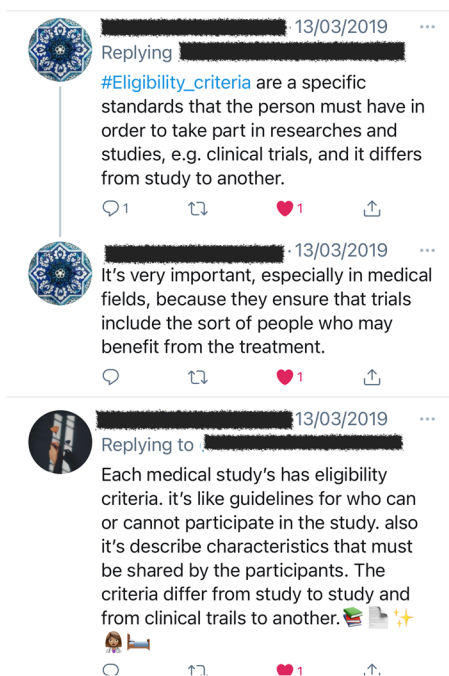 · 13/03/2019 ···
Replying
#Eligibility_criteria are a specific
standards that the person must have in
order to take part in researches and
studies, e.g. clinical trials, and it differs
from study to another.
1 1
· 13/03/2019 ···
It's very important, especially in medical
fields, because they ensure that trials
include the sort of people who may
benefit from the treatment.
1
13/03/2019 ···
Replying to
Each medical study's has eligibility
criteria. it's like guidelines for who can
or cannot participate in the study. also
it's describe characteristics that must
be shared by the participants. The
criteria differ from study to study and
from clinical trails to another.📚📄✨
👩🏽‍⚕️🛏️
1